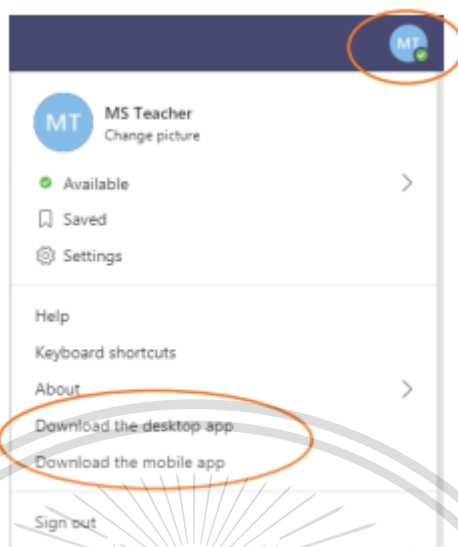 MT
MT
MS Teacher
Change picture
Available
Saved
Settings
Help
Keyboard shortcuts
About
Download the desktop app
Download the mobile app
Sign out